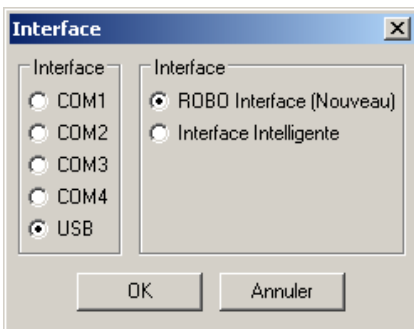 Interface
Interface
COM1
COM2
COM3
COM4
USB
Interface
ROBO Interface (Nouveau)
Interface Intelligente
OK
Annuler